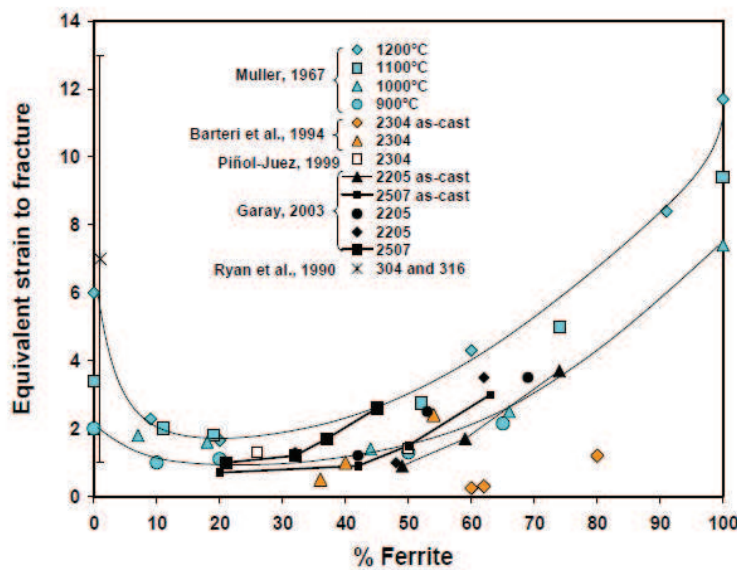 14
12
10
8
6
4
2
0
Equivalent strain to fracture
Muller, 1967
1200°C
1100°C
1000°C
900°C
Barteri et al., 1994
2304 as-cast
2304
Piñol-Juez, 1999
2304
Garay, 2003
2205 as-cast
2507 as-cast
2205
2205
2507
Ryan et al., 1990
304 and 316
0 10 20 30 40 50 60 70 80 90 100
% Ferrite